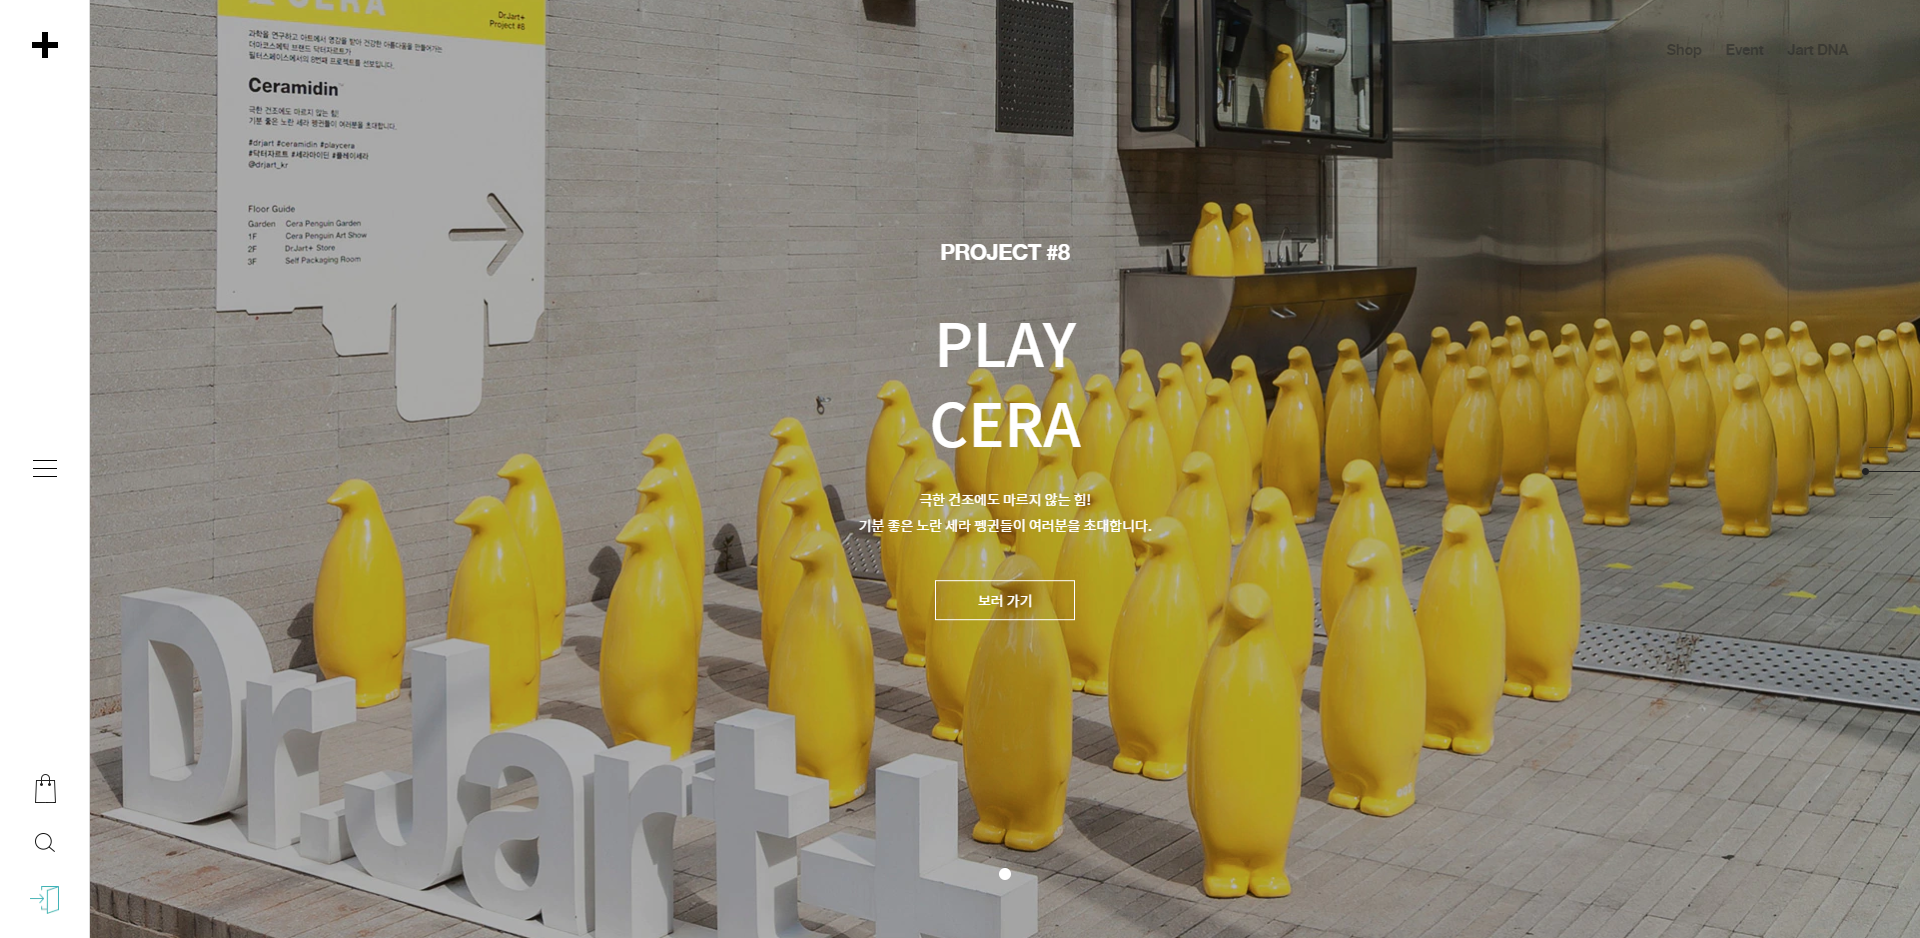 Shop Event Jart DNA
CERA
Dr.Jart+
Project #8
과학을 연구하고 아트에서 영감을 받아 건강한 아름다움을 만들어가는
더마코스메틱 브랜드 닥터자르트가
필터스페이스에서의 8번째 프로젝트를 선보입니다.
Ceramidin
극한 건조에도 마르지 않는 힘!
기분 좋은 노란 세라 펭귄들이 여러분을 초대합니다.
#drjart #ceramidin #playcera
#닥터자르트 #세라마이딘 #플레이세라
@drjart_kr
Floor Guide
Garden Cera Penguin Garden
1F Cera Penguin Art Show
2F Dr.Jart+ Store
3F Self Packaging Room
PROJECT #8
PLAY
CERA
극한 건조에도 마르지 않는 힘!
기분 좋은 노란 세라 펭귄들이 여러분을 초대합니다.
보러 가기
Dr.Jart+